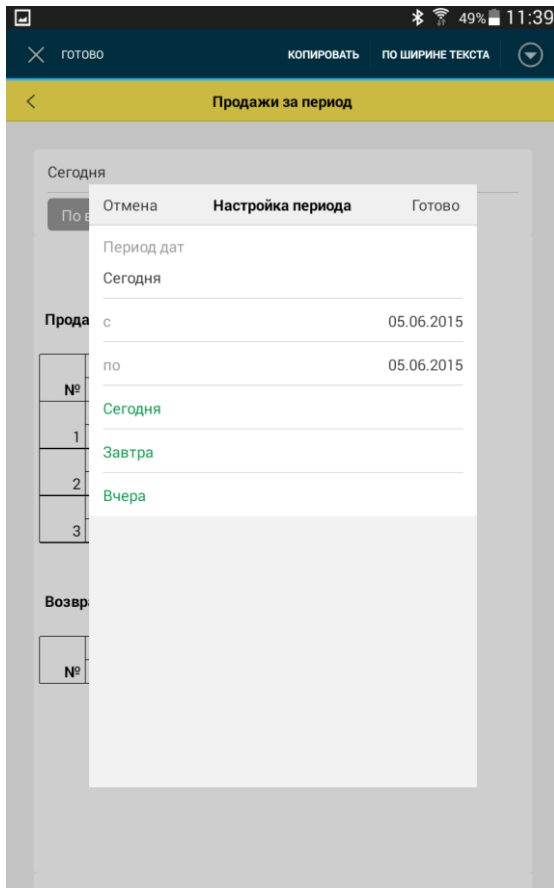 49% 11:39
ГОТОВО КОПИРОВАТЬ ПО ШИРИНЕ ТЕКСТА
Продажи за период
Сегодня
По в
Отмена Настройка периода Готово
Период дат
Сегодня
Прода
с 05.06.2015
по 05.06.2015
№
Сегодня
1
Завтра
2
Вчера
3
Возвр
№